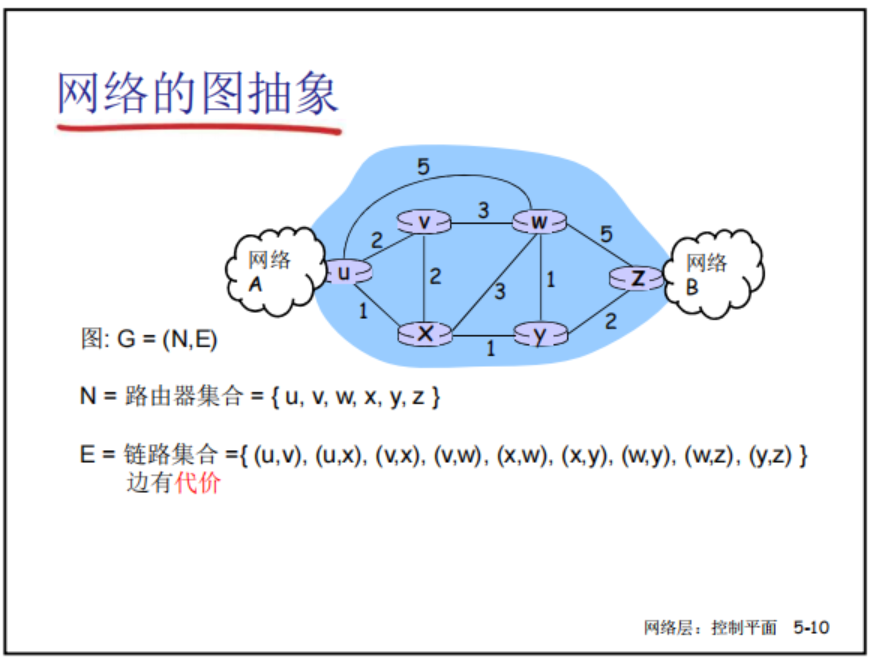 网络的图抽象
5
v
3
w
2
5
网络
A
u
2
3
1
z
网络
B
1
x
1
y
2
图: G = (N,E)
N = 路由器集合 = { u, v, w, x, y, z }
E = 链路集合 ={ (u,v), (u,x), (v,x), (v,w), (x,w), (x,y), (w,y), (w,z), (y,z) }
边有代价
网络层：控制平面 5-10